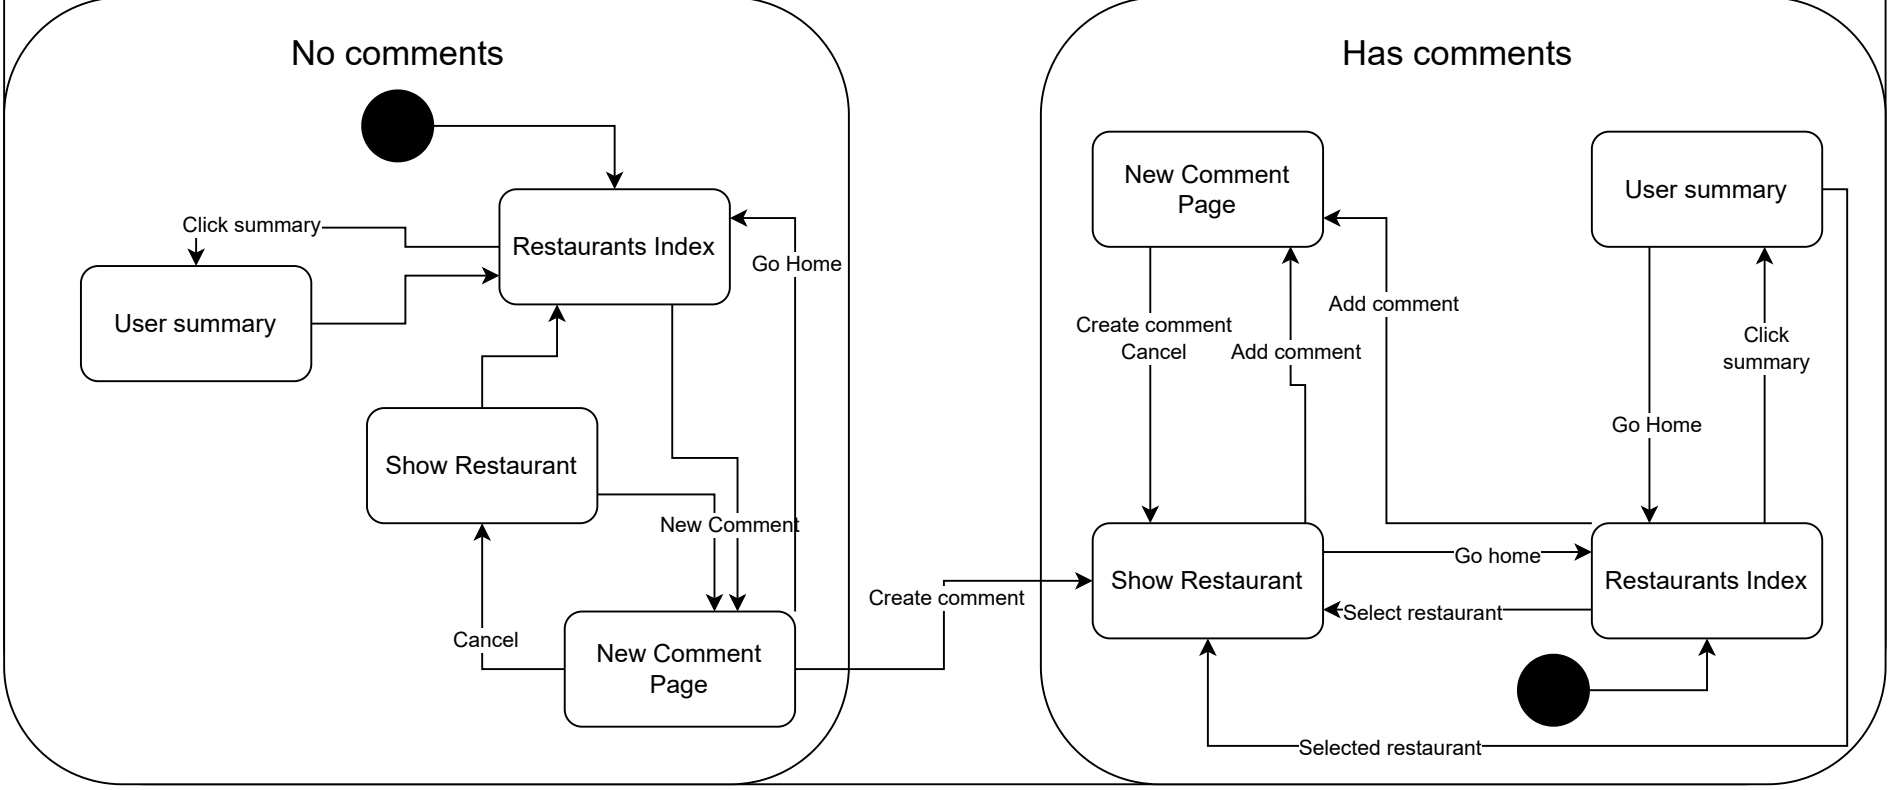 No comments
Click summary
Restaurants Index
Go Home
User summary
Show Restaurant
New Comment
Cancel
New Comment
Page
Create comment
Has comments
New Comment
Page
User summary
Create comment
Cancel
Add comment
Add comment
Click
summary
Go Home
Show Restaurant
Go home
Select restaurant
Restaurants Index
Selected restaurant